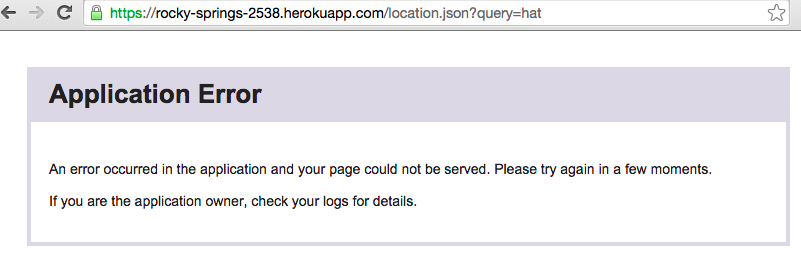 https://rocky-springs-2538.herokuapp.com/location.json?query=hat
Application Error
An error occurred in the application and your page could not be served. Please try again in a few moments.
If you are the application owner, check your logs for details.